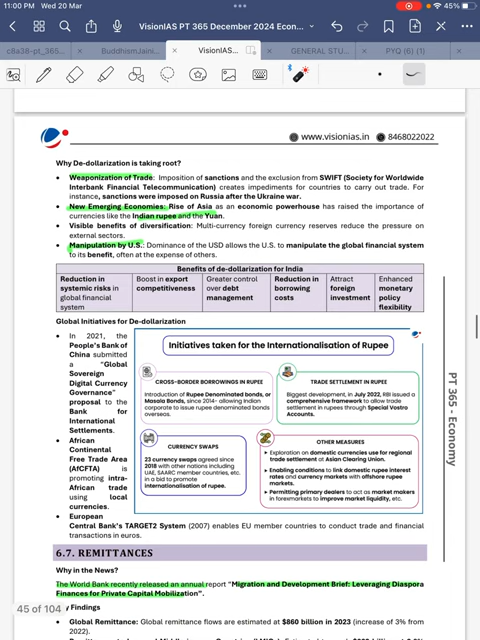 11:00 PM Wed 20 Mar
45%
VisionIAS PT 365 December 2024 Econ...
c8a38-pt_365...
BuddhismJaini...
VisionIAS...
GENERAL STU...
PYQ (6) (1)
www.visionias.in
8468022022
Why De-dollarization is taking root?
• Weaponization of Trade: Imposition of sanctions and the exclusion from SWIFT (Society for Worldwide
Interbank Financial Telecommunication) creates impediments for countries to carry out trade. For
instance, sanctions were imposed on Russia after the Ukraine war.
• New Emerging Economies: Rise of Asia as an economic powerhouse has raised the importance of
currencies like the Indian rupee and the Yuan.
• Visible benefits of diversification: Multi-currency foreign currency reserves reduce the pressure on
external sectors.
• Manipulation by U.S.: Dominance of the USD allows the U.S. to manipulate the global financial system
to its benefit, often at the expense of others.
Benefits of de-dollarization for India
Reduction in
systemic risks in
global financial
system
Boost in export
competitiveness
Greater control
over debt
management
Reduction in
borrowing
costs
Attract
foreign
investment
Enhanced
monetary
policy
flexibility
Global Initiatives for De-dollarization
• In 2021, the
People's Bank of
China submitted
a "Global
Sovereign
Digital Currency
Governance"
proposal to the
Bank for
International
Settlements.
• African
Continental
Free Trade Area
(AfCFTA) is
promoting intra-
African trade
using local
currencies.
• European
Central Bank's TARGET2 System (2007) enables EU member countries to conduct trade and financial
transactions in euros.
Initiatives taken for the Internationalisation of Rupee
CROSS-BORDER BORROWINGS IN RUPEE
Introduction of Rupee Denominated bonds, or
Masala Bonds, since 2014- allowing Indian
corporate to issue rupee denominated bonds
overseas.
TRADE SETTLEMENT IN RUPEE
Biggest development, in July 2022, RBI issued a
comprehensive framework to allow trade
settlement in rupees through Special Vostro
Accounts.
CURRENCY SWAPS
23 currency swaps agreed since
2018 with other nations including
UAE, SAARC member countries, etc.
in a bid to promote
internationalisation of rupee.
OTHER MEASURES
▶ Exploration on domestic currencies use for regional
trade settlement at Asian Clearing Union.
▶ Enabling conditions to link domestic rupee interest
rates and currency markets with offshore rupee
markets.
▶ Permitting primary dealers to act as market makers
in forexmarkets to improve market liquidity, etc.
PT 365 - Economy
6.7. REMITTANCES
Why in the News?
The World Bank recently released an annual report "Migration and Development Brief: Leveraging Diaspora
Finances for Private Capital Mobilization".
45 of 104
y Findings
• Global Remittance: Global remittance flows are estimated at $860 billion in 2023 (increase of 3% from
2022).